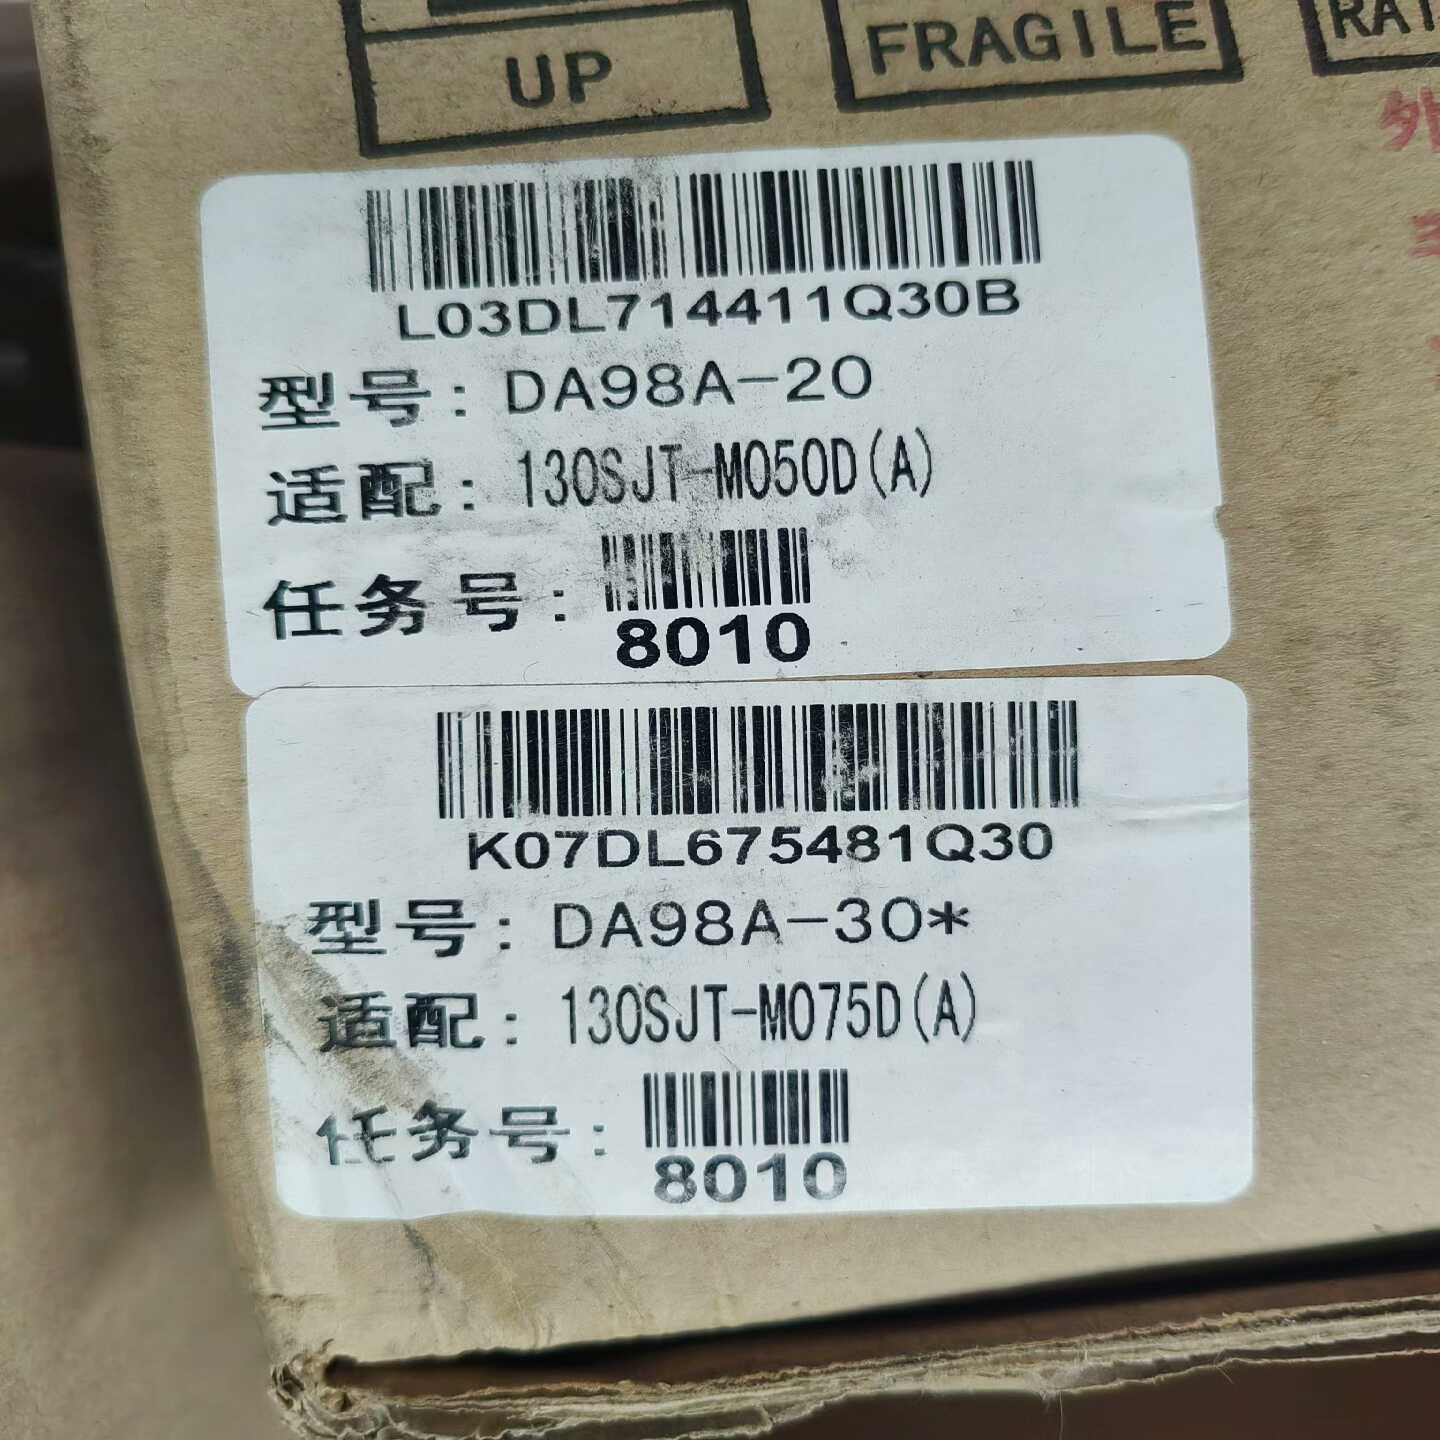 UP
FRAGILE
外
L03DL714411Q30B
型号: DA98A-20
适配: 130SJT-M050D(A)
任务号:
8010
K07DL675481Q30
型号: DA98A-30*
适配: 130SJT-M075D(A)
任务号:
8010